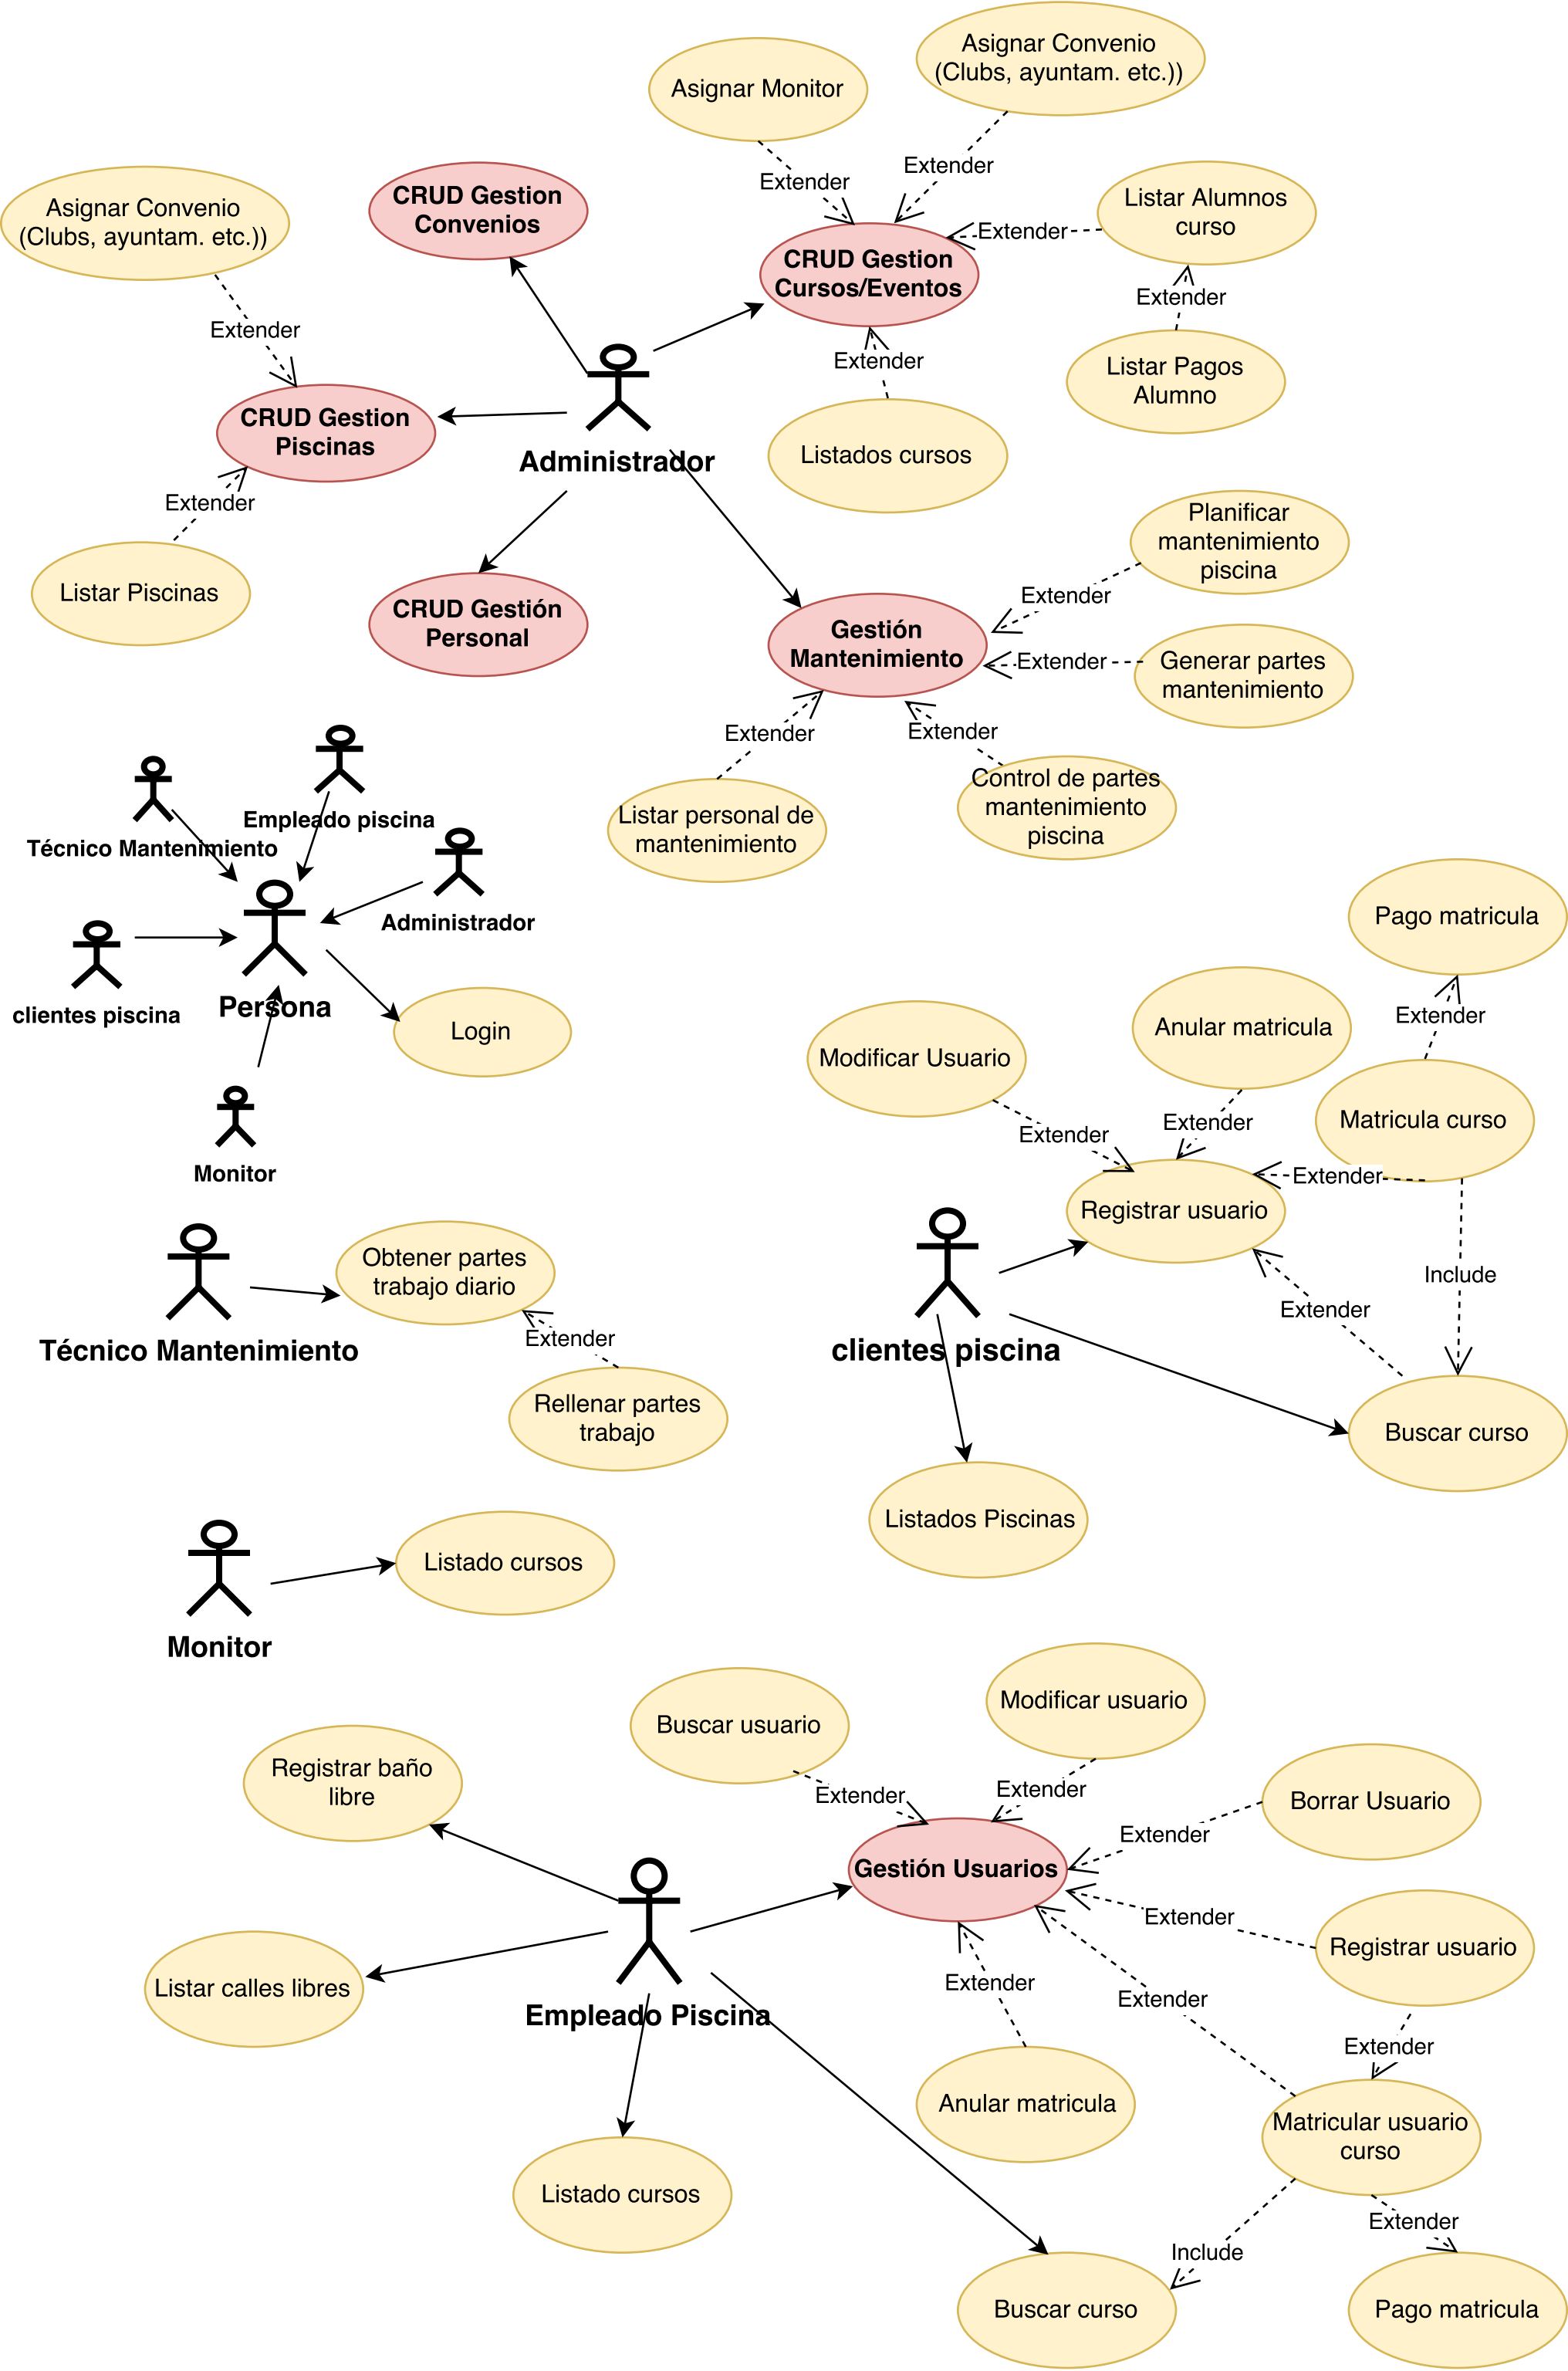 Asignar Convenio
(Clubs, ayuntam. etc.))
Asignar Monitor
Extender
Extender
CRUD Gestion
Convenios
Asignar Convenio
(Clubs, ayuntam. etc.))
Listar Alumnos
curso
Extender
CRUD Gestion
Cursos/Eventos
Extender
Extender
Extender
Listar Pagos
Alumno
CRUD Gestion
Piscinas
Administrador
Listados cursos
Extender
Planificar
mantenimiento
piscina
Listar Piscinas
CRUD Gestión
Personal
Extender
Gestión
Mantenimiento
Extender
Generar partes
mantenimiento
Extender
Extender
Control de partes
mantenimiento
piscina
Listar personal de
mantenimiento
Empleado piscina
Técnico Mantenimiento
Administrador
clientes piscina
Persona
Login
Monitor
Pago matricula
Extender
Anular matricula
Modificar Usuario
Matricula curso
Extender
Extender
Extender
Registrar usuario
Include
Extender
clientes piscina
Buscar curso
Listados Piscinas
Obtener partes
trabajo diario
Extender
Técnico Mantenimiento
Rellenar partes
trabajo
Listado cursos
Monitor
Buscar usuario
Modificar usuario
Registrar baño
libre
Extender
Extender
Borrar Usuario
Extender
Gestión Usuarios
Extender
Registrar usuario
Listar calles libres
Extender
Extender
Empleado Piscina
Extender
Anular matricula
Matricular usuario
curso
Listado cursos
Extender
Include
Buscar curso
Pago matricula